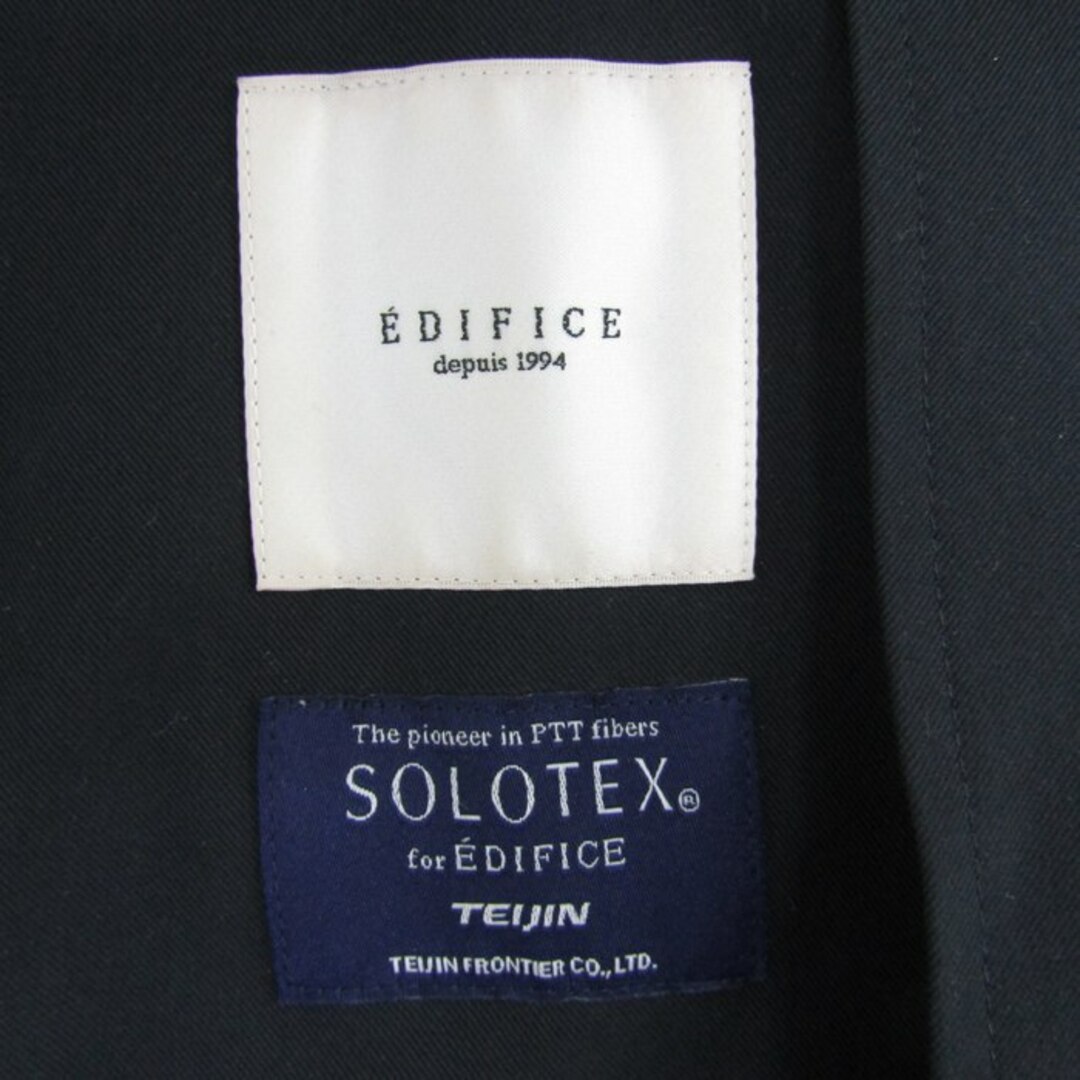 ÉDIFICE
depuis 1994
The pioneer in PTT fibers
SOLOTEX®
for ÉDIFICE
TEIJIN
TEIJIN FRONTIER CO., LTD.